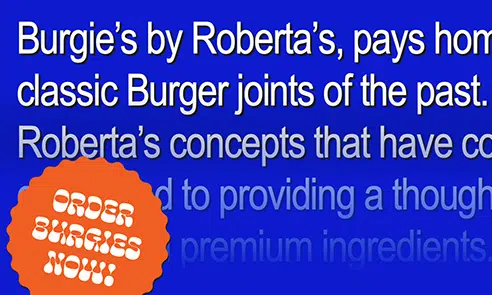 Burgie's by Roberta's, pays hom
classic Burger joints of the past.
Roberta's concepts that have co
d to providing a though
premium ingredients.
ORDER
BURGIES
NOW!